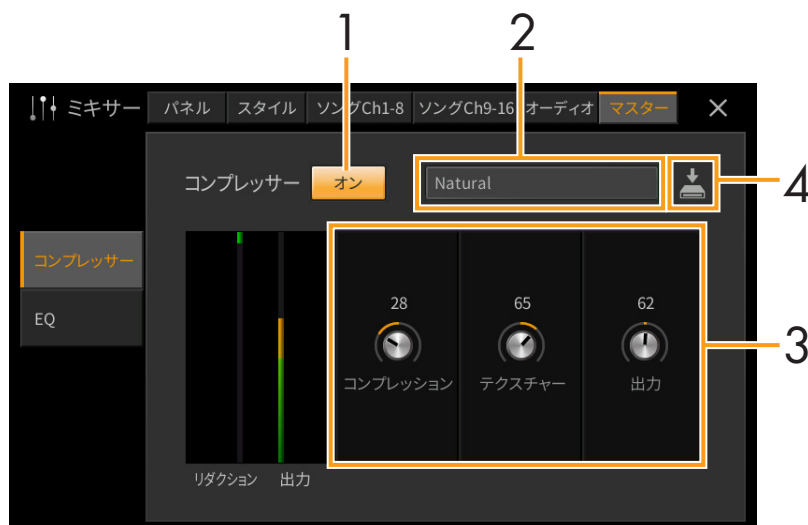 1
2
ミキサー
パネル
スタイル
ソングCh1-8
ソングCh9-16
オーディオ
マスター
コンプレッサー
オン
Natural
4
コンプレッサー
EQ
28
65
62
3
コンプレッション
テクスチャー
出力
リダクション
出力